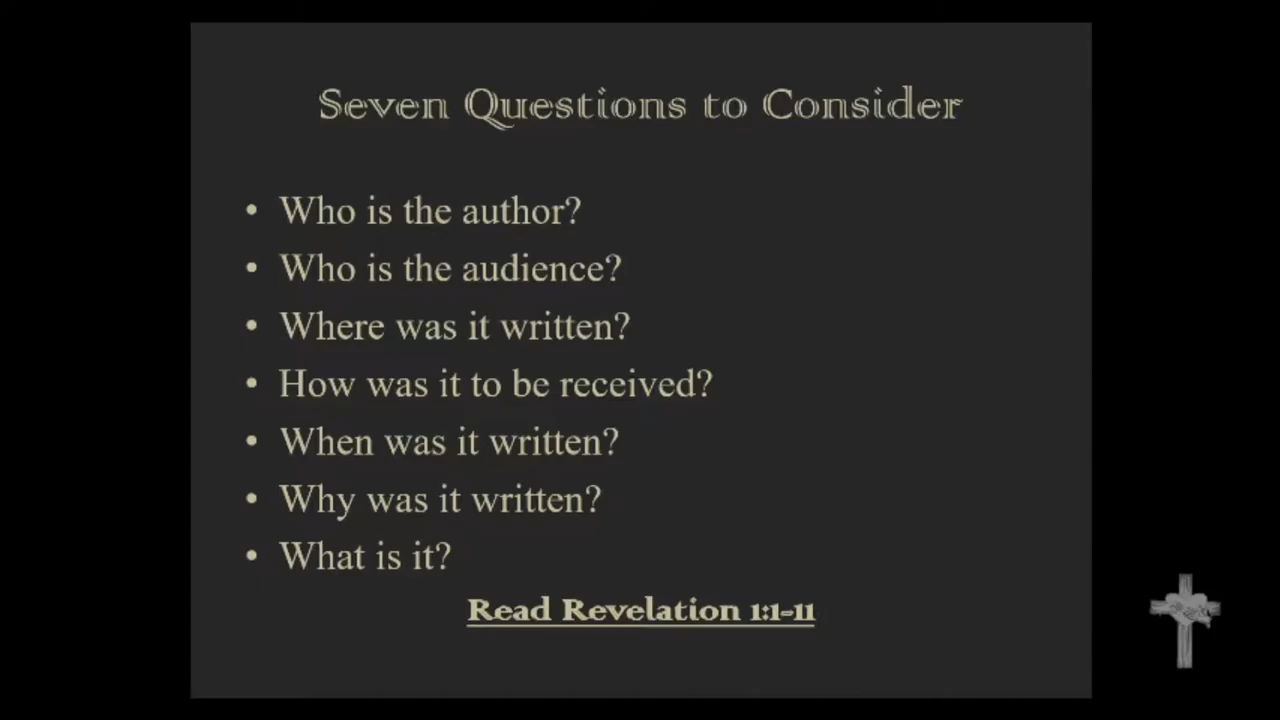 Seven Questions to Consider
• Who is the author?
• Who is the audience?
• Where was it written?
• How was it to be received?
• When was it written?
• Why was it written?
• What is it?
Read Revelation 1:1-11